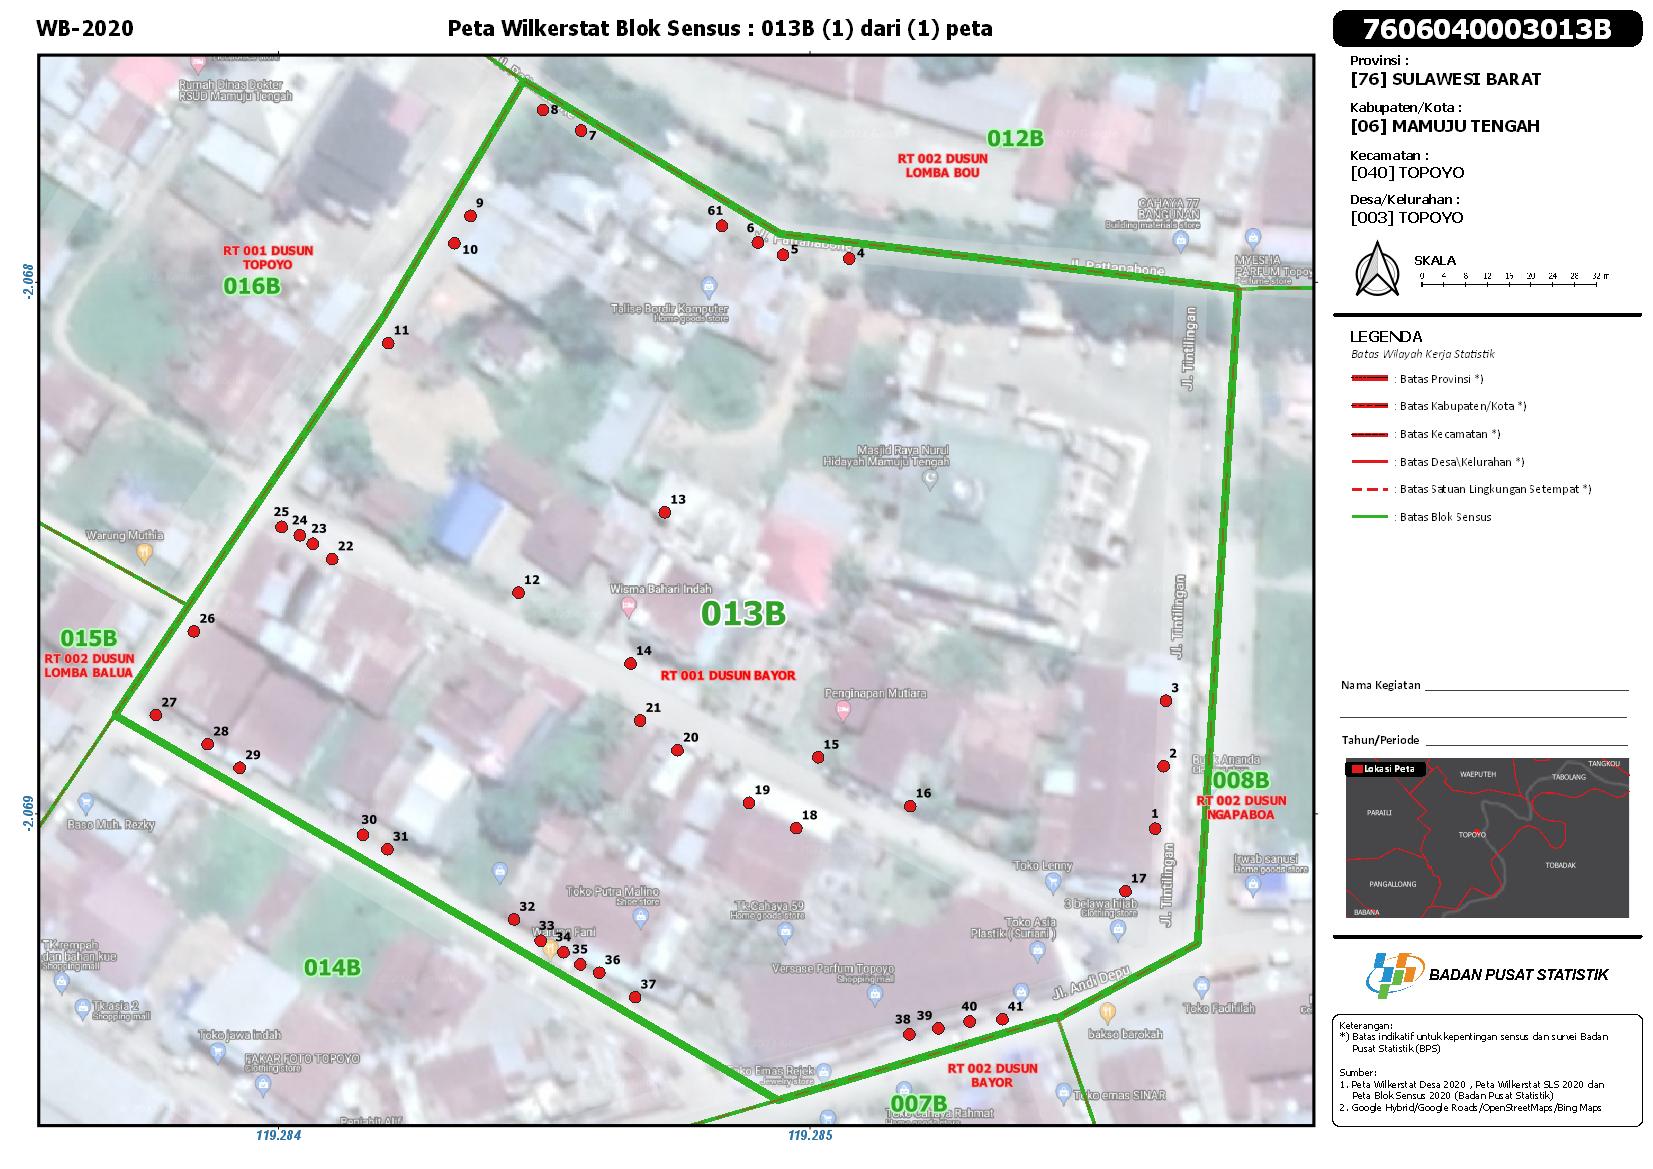 WB-2020
Peta Wilkerstat Blok Sensus : 013B (1) dari (1) peta
7606040003013B
Provinsi :
[76] SULAWESI BARAT
Kabupaten/Kota :
[06] MAMUJU TENGAH
Kecamatan :
[040] TOPOYO
Desa/Kelurahan :
[003] TOPOYO
SKALA
0 4 8 12 16 20 24 28 32 m
LEGENDA
Batas Wilayah Kerja Statistik
: Batas Provinsi *)
: Batas Kabupaten/Kota *)
: Batas Kecamatan *)
: Batas Desa\Kelurahan *)
: Batas Satuan Lingkungan Setempat *)
: Batas Blok Sensus
Nama Kegiatan
Tahun/Periode
Lokasi Peta
WAEPUTEH
TANGKOU
TABOLANG
PARAILI
TOPOYO
TOBADAK
PANGALLOANG
BABANA
BADAN PUSAT STATISTIK
Keterangan:
*) Batas indikatif untuk kepentingan sensus dan survei Badan
Pusat Statistik (BPS)
Sumber:
1. Peta Wilkerstat Desa 2020 , Peta Wilkerstat SLS 2020 dan
Peta Blok Sensus 2020 (Badan Pusat Statistik)
2. Google Hybrid/Google Roads/OpenStreetMaps/Bing Maps
Rumah Dinas Dokter
RSUD Mamuju Tengah
8
7
012B
RT 002 DUSUN
LOMBA BOU
CAHAYA 77
BANGUNAN
Building materials store
9
10
61
6
5
4
Jl. Pattanabone
Jl. Pattanabone
MYESHA
PARFUM Topoy
Perfume store
RT 001 DUSUN
TOPOYO
016B
-2.068
Talise Bordir Komputer
Home goods store
11
Jl. Tintilingan
Masjid Raya Nurul
Hidayah Mamuju Tengah
13
25
24
23
22
Warung Muthia
12
Wisma Bahari Indah
013B
Jl. Tintilingan
26
015B
RT 002 DUSUN
LOMBA BALUA
14
RT 001 DUSUN BAYOR
Penginapan Mutiara
3
27
21
28
20
15
29
2
008B
RT 002 DUSUN
NGAPABOA
19
16
18
1
-2.069
Baso Muh. Rezky
30
31
Toko Lenny
Irwab sanusi
Home goods store
Jl. Tintilingan
17
Toko Putra Malino
Shoe store
Tk Cahaya 59
Home goods store
3 belawa hijab
Clothing store
Toko Asia
Plastik (Suriani)
32
33
Warung Fani
34
35
36
37
TK.rempah
dan bahan kue
Shopping mall
014B
Versase Parfum Topoyo
Shopping mall
Jl. Andi Depu
Tk asia 2
Shopping mall
Toko Fadhillah
38
39
40
41
Toko jawa indah
bakso barokah
FAKAR FOTO TOPOYO
Clothing store
Toko Emas Rejek
Jewelry store
RT 002 DUSUN
BAYOR
007B
Toko emas SINAR
Toko Cahaya Rahmat
119.284
119.285